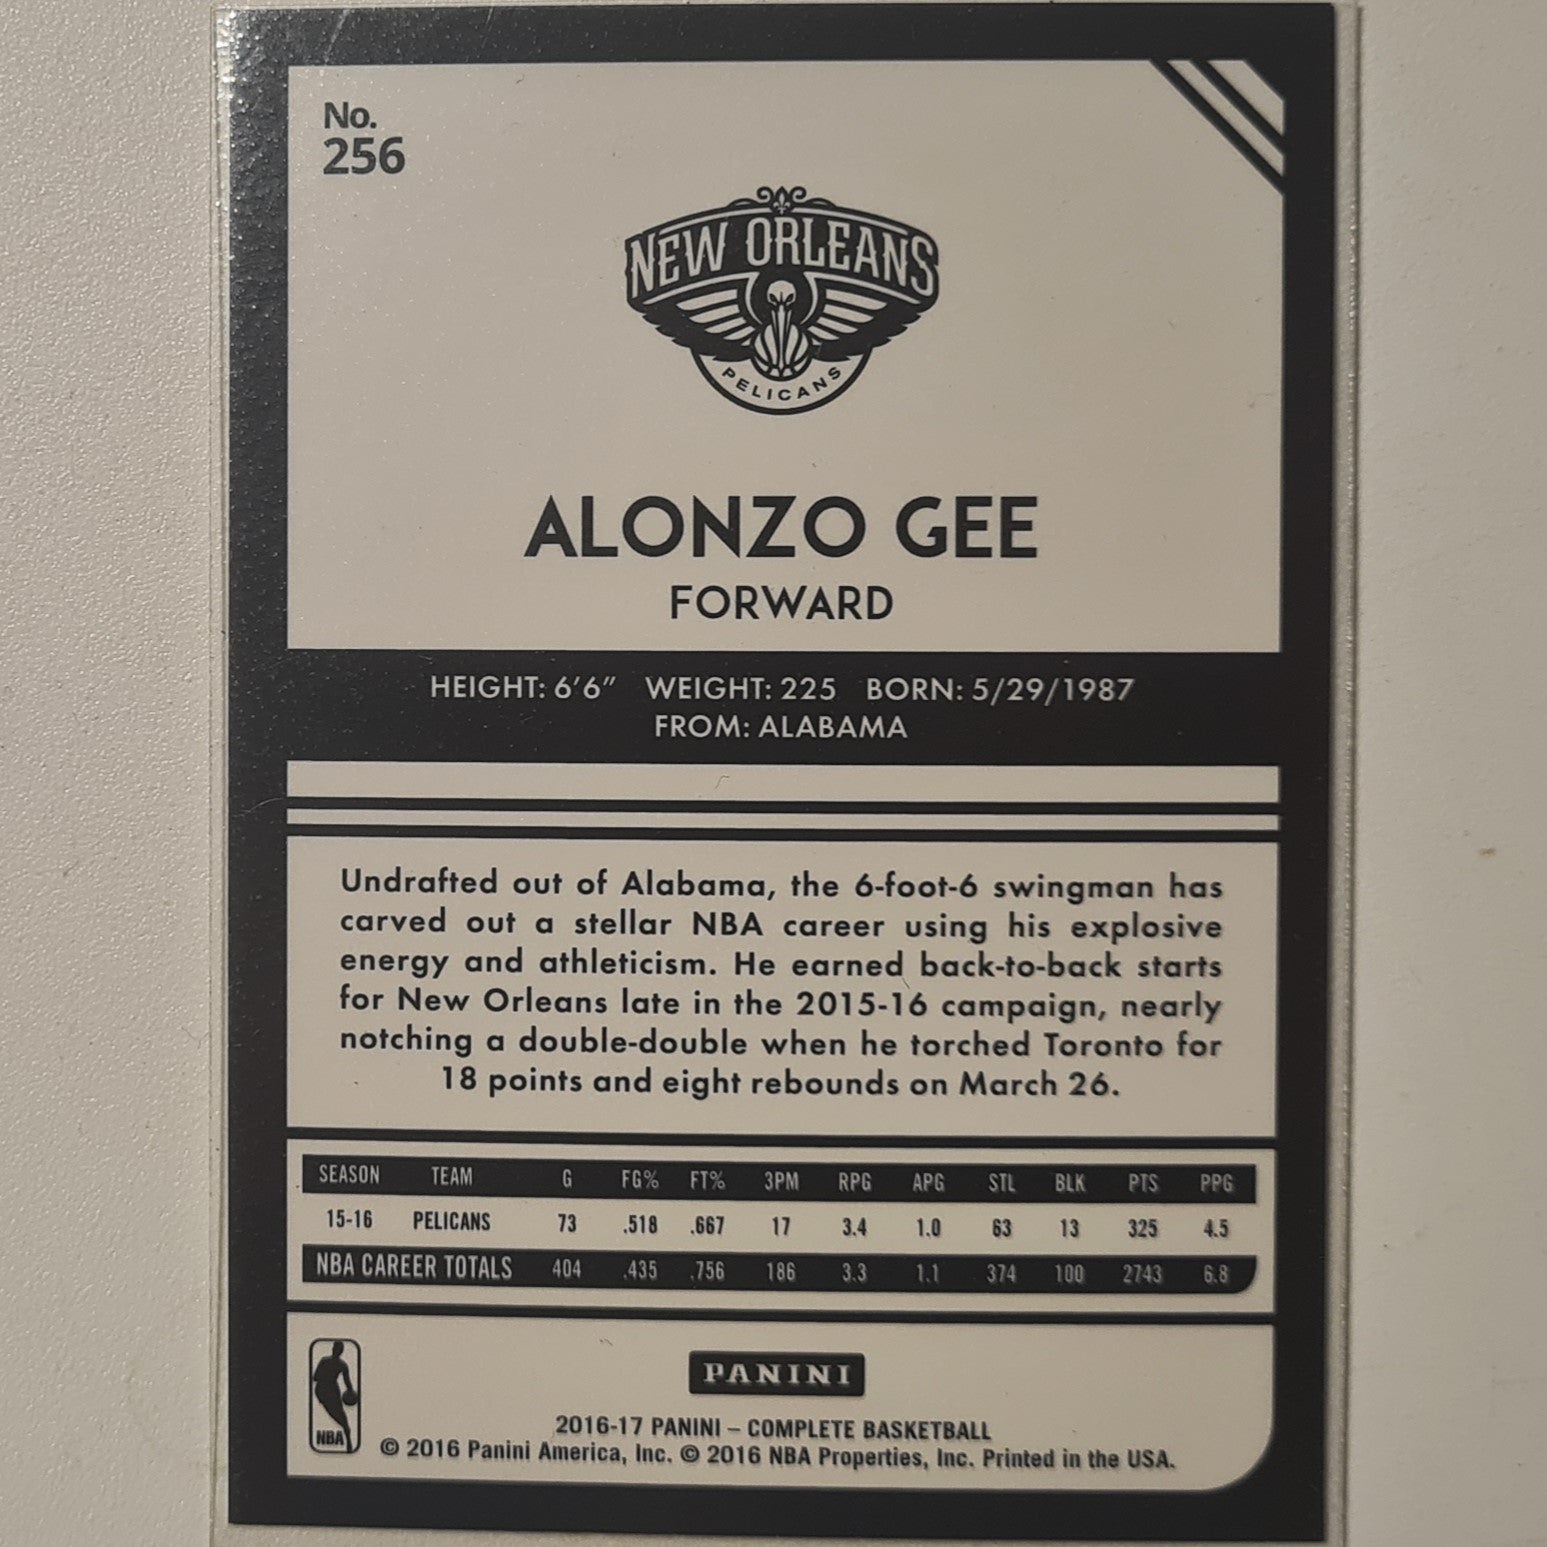 No.
256
NEW ORLEANS
PELICANS
ALONZO GEE
FORWARD
HEIGHT: 6'6" WEIGHT: 225 BORN: 5/29/1987
FROM: ALABAMA
Undrafted out of Alabama, the 6-foot-6 swingman has
carved out a stellar NBA career using his explosive
energy and athleticism. He earned back-to-back starts
for New Orleans late in the 2015-16 campaign, nearly
notching a double-double when he torched Toronto for
18 points and eight rebounds on March 26.
SEASON TEAM G FG% FT% 3PM RPG APG STL BLK PTS PPG
15-16 PELICANS 73 .518 .667 17 3.4 1.0 63 13 325 4.5
NBA CAREER TOTALS 404 .435 .756 186 3.3 1.1 374 100 2743 6.8
PANINI
NBA
2016-17 PANINI – COMPLETE BASKETBALL
© 2016 Panini America, Inc. © 2016 NBA Properties, Inc. Printed in the USA.